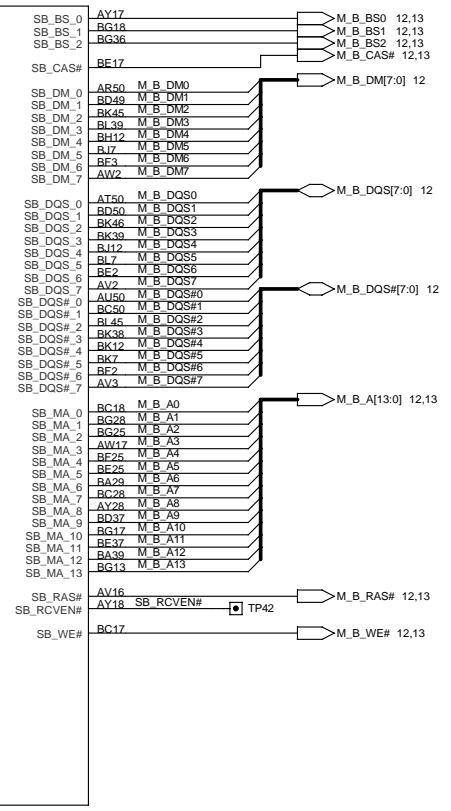 SB_BS_0 AY17 M_B_BS0 12,13
SB_BS_1 BG18 M_B_BS1 12,13
SB_BS_2 BG36 M_B_BS2 12,13
SB_CAS# BE17 M_B_CAS# 12,13
SB_DM_0 AR50 M_B_DM0 M_B_DM[7:0] 12
SB_DM_1 BD49 M_B_DM1
SB_DM_2 BK45 M_B_DM2
SB_DM_3 BL39 M_B_DM3
SB_DM_4 BH12 M_B_DM4
SB_DM_5 BJ7 M_B_DM5
SB_DM_6 BF3 M_B_DM6
SB_DM_7 AW2 M_B_DM7
SB_DQS_0 AT50 M_B_DQS0 M_B_DQS[7:0] 12
SB_DQS_1 BD50 M_B_DQS1
SB_DQS_2 BK46 M_B_DQS2
SB_DQS_3 BK39 M_B_DQS3
SB_DQS_4 BJ12 M_B_DQS4
SB_DQS_5 BL7 M_B_DQS5
SB_DQS_6 BE2 M_B_DQS6
SB_DQS_7 AV2 M_B_DQS7
SB_DQS#_0 AU50 M_B_DQS#0 M_B_DQS#[7:0] 12
SB_DQS#_1 BC50 M_B_DQS#1
SB_DQS#_2 BL45 M_B_DQS#2
SB_DQS#_3 BK38 M_B_DQS#3
SB_DQS#_4 BK12 M_B_DQS#4
SB_DQS#_5 BK7 M_B_DQS#5
SB_DQS#_6 BF2 M_B_DQS#6
SB_DQS#_7 AV3 M_B_DQS#7
SB_MA_0 BC18 M_B_A0 M_B_A[13:0] 12,13
SB_MA_1 BG28 M_B_A1
SB_MA_2 BG25 M_B_A2
SB_MA_3 AW17 M_B_A3
SB_MA_4 BF25 M_B_A4
SB_MA_5 BE25 M_B_A5
SB_MA_6 BA29 M_B_A6
SB_MA_7 BC28 M_B_A7
SB_MA_8 AY28 M_B_A8
SB_MA_9 BD37 M_B_A9
SB_MA_10 BG17 M_B_A10
SB_MA_11 BE37 M_B_A11
SB_MA_12 BA39 M_B_A12
SB_MA_13 BG13 M_B_A13
SB_RAS# AV16 M_B_RAS# 12,13
SB_RCVEN# AY18 SB_RCVEN# TP42
SB_WE# BC17 M_B_WE# 12,13